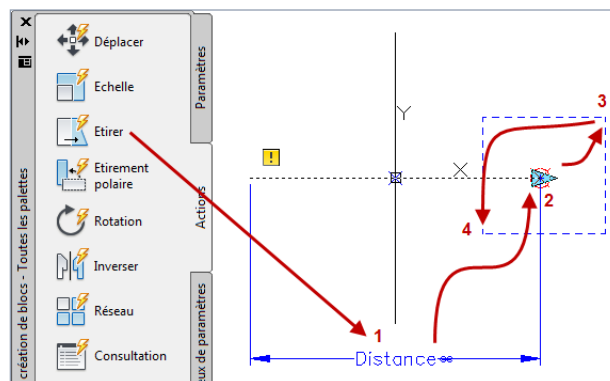 Déplacer
Echelle
Etirer
Etirement
polaire
Rotation
Inverser
Réseau
Consultation
création de blocs - Toutes les palettes
Paramètres
Actions
eux de paramètres
!
Y
X
3
2
4
1
Distance